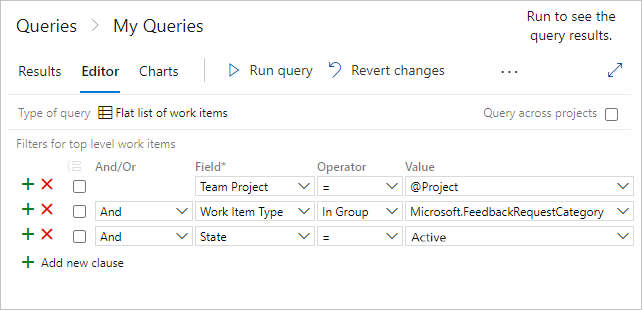 Queries > My Queries
Run to see the
query results.
Results Editor Charts Run query Revert changes ...
Type of query Flat list of work items Query across projects
Filters for top level work items
And/Or Field* Operator Value
Team Project = @Project
And Work Item Type In Group Microsoft.FeedbackRequestCategory
And State = Active
Add new clause